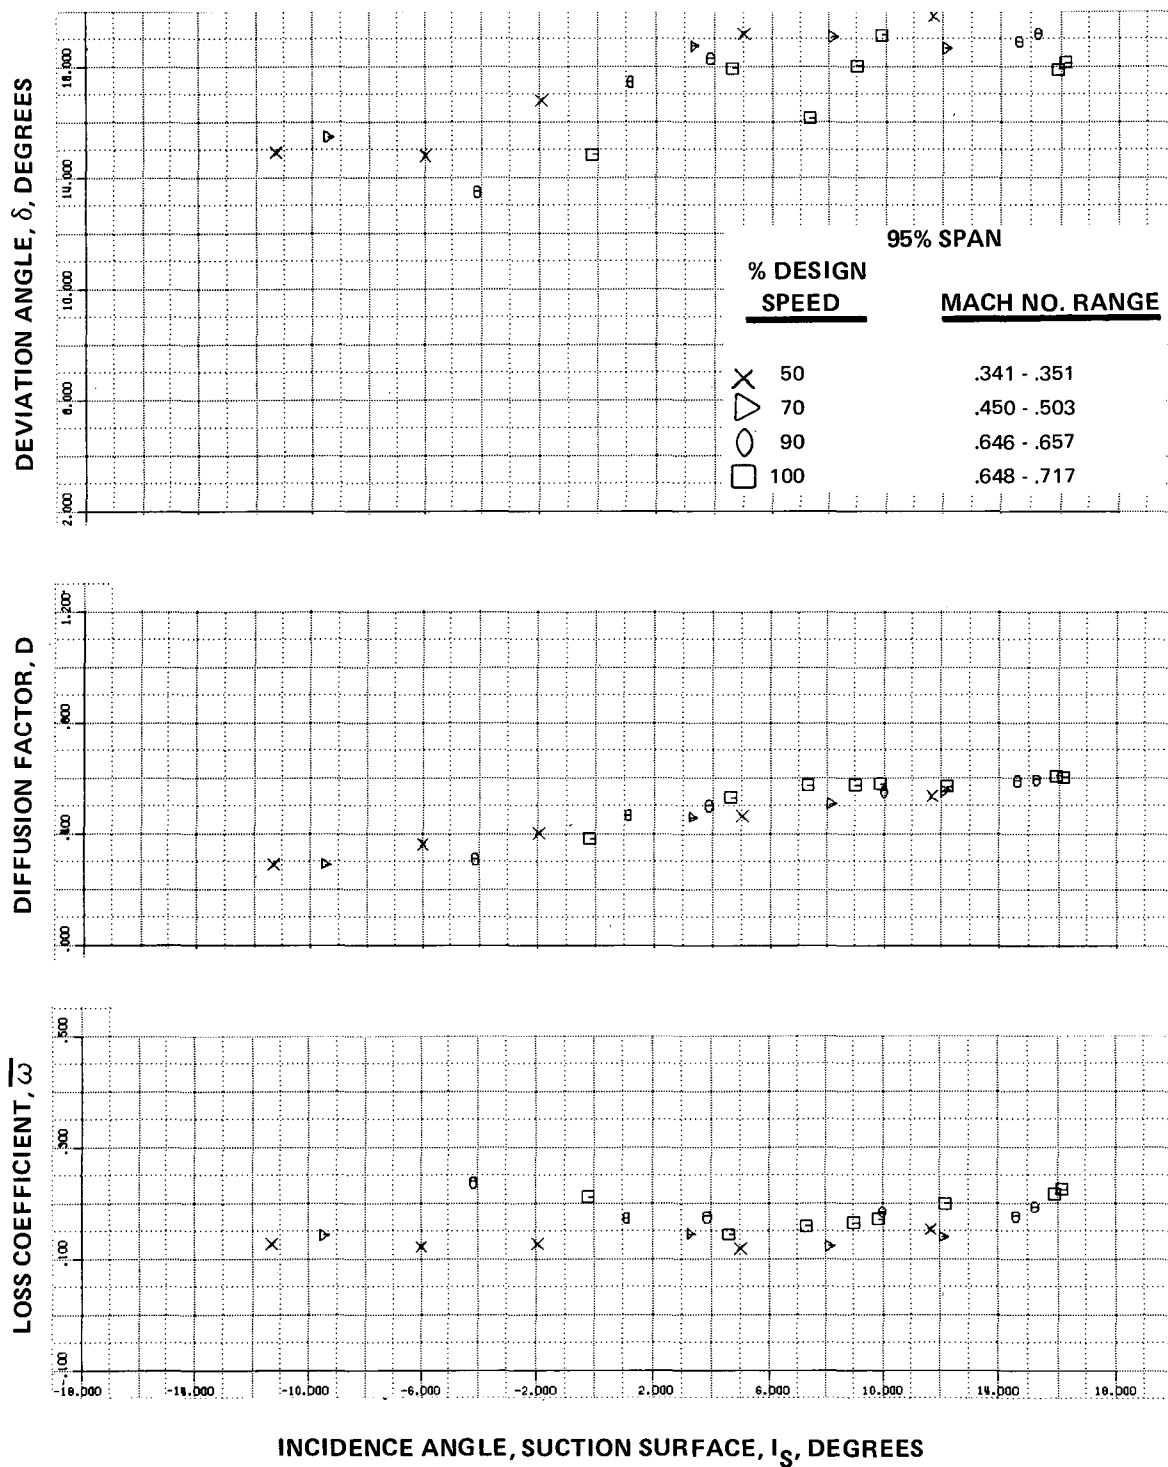 DEVIATION ANGLE, δ, DEGREES
18.000
14.000
10.000
6.000
2.000
95% SPAN
% DESIGN
SPEED MACH NO. RANGE
50 .341 - .351
70 .450 - .503
90 .646 - .657
100 .648 - .717
DIFFUSION FACTOR, D
1.200
.800
.400
.000
LOSS COEFFICIENT, ω̅
.500
.300
.100
-.100
-18.000 -14.000 -10.000 -6.000 -2.000 2.000 6.000 10.000 14.000 18.000
INCIDENCE ANGLE, SUCTION SURFACE, IS, DEGREES